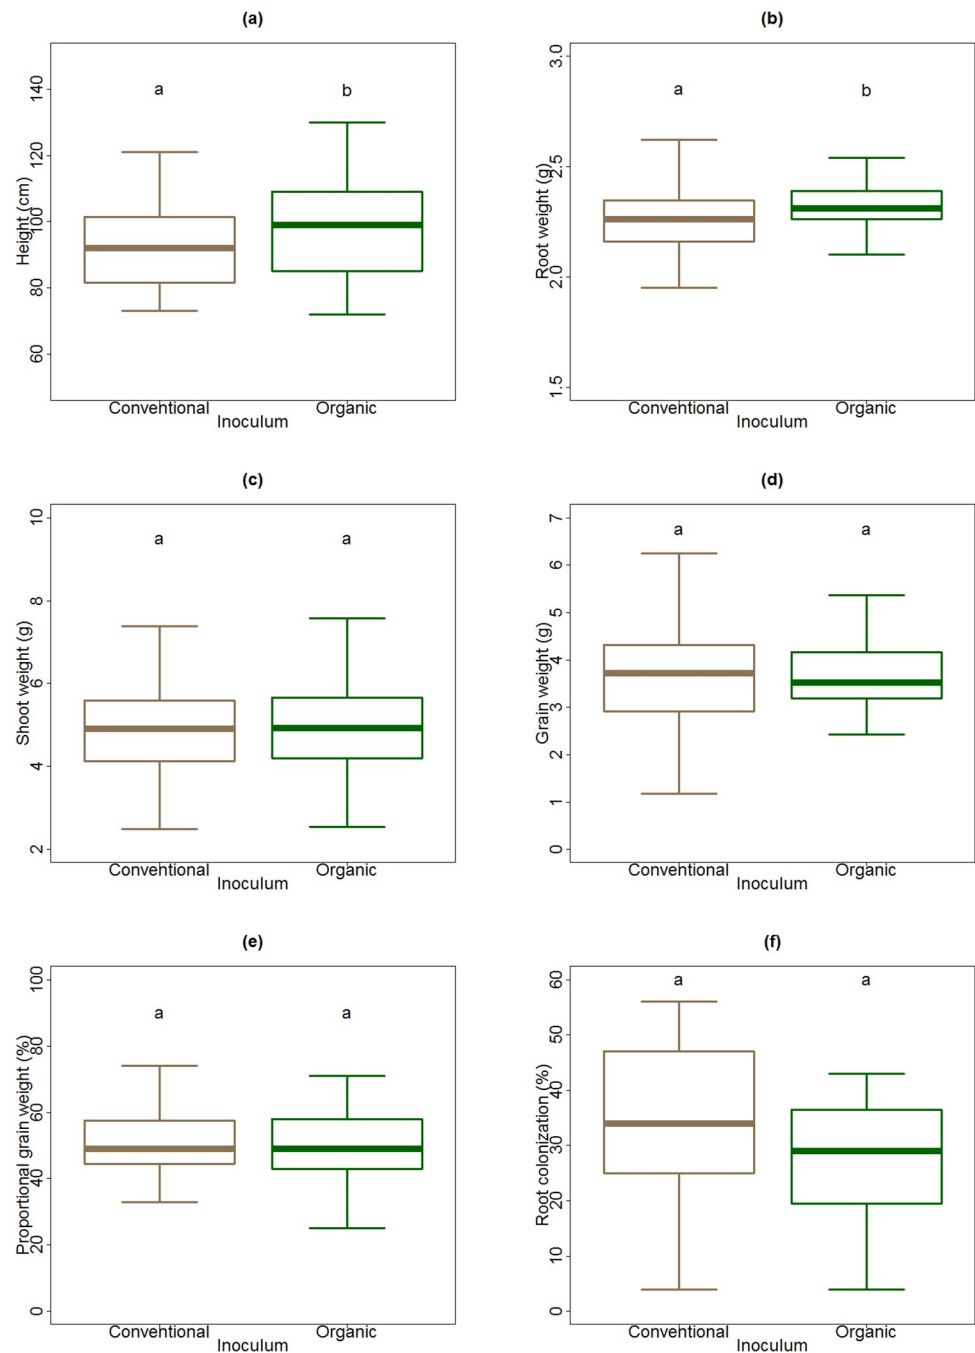 (a)
Height (cm)
140
120
100
80
60
a b
Conventional Organic
Inoculum
(b)
Root weight (g)
3.0
2.5
2.0
1.5
a b
Conventional Organic
Inoculum
(c)
Shoot weight (g)
10
8
6
4
2
a a
Conventional Organic
Inoculum
(d)
Grain weight (g)
7
6
5
4
3
2
1
0
a a
Conventional Organic
Inoculum
(e)
Proportional grain weight (%)
100
80
60
40
20
0
a a
Conventional Organic
Inoculum
(f)
Root colonization (%)
60
50
40
30
20
10
0
a a
Conventional Organic
Inoculum